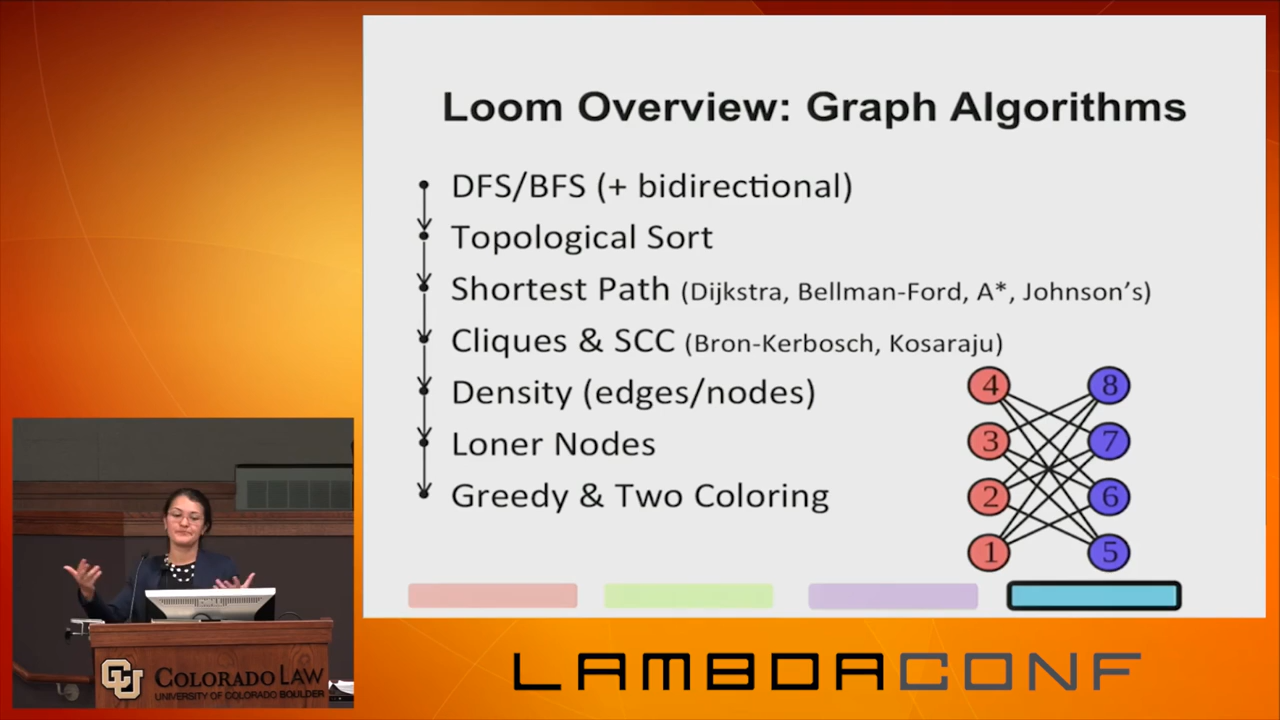 Loom Overview: Graph Algorithms
DFS/BFS (+ bidirectional)
Topological Sort
Shortest Path (Dijkstra, Bellman-Ford, A*, Johnson's)
Cliques & SCC (Bron-Kerbosch, Kosaraju)
Density (edges/nodes)
Loner Nodes
Greedy & Two Coloring
4 8
3 7
2 6
1 5
CU COLORADO LAW
UNIVERSITY OF COLORADO BOULDER
LAMBDACONF